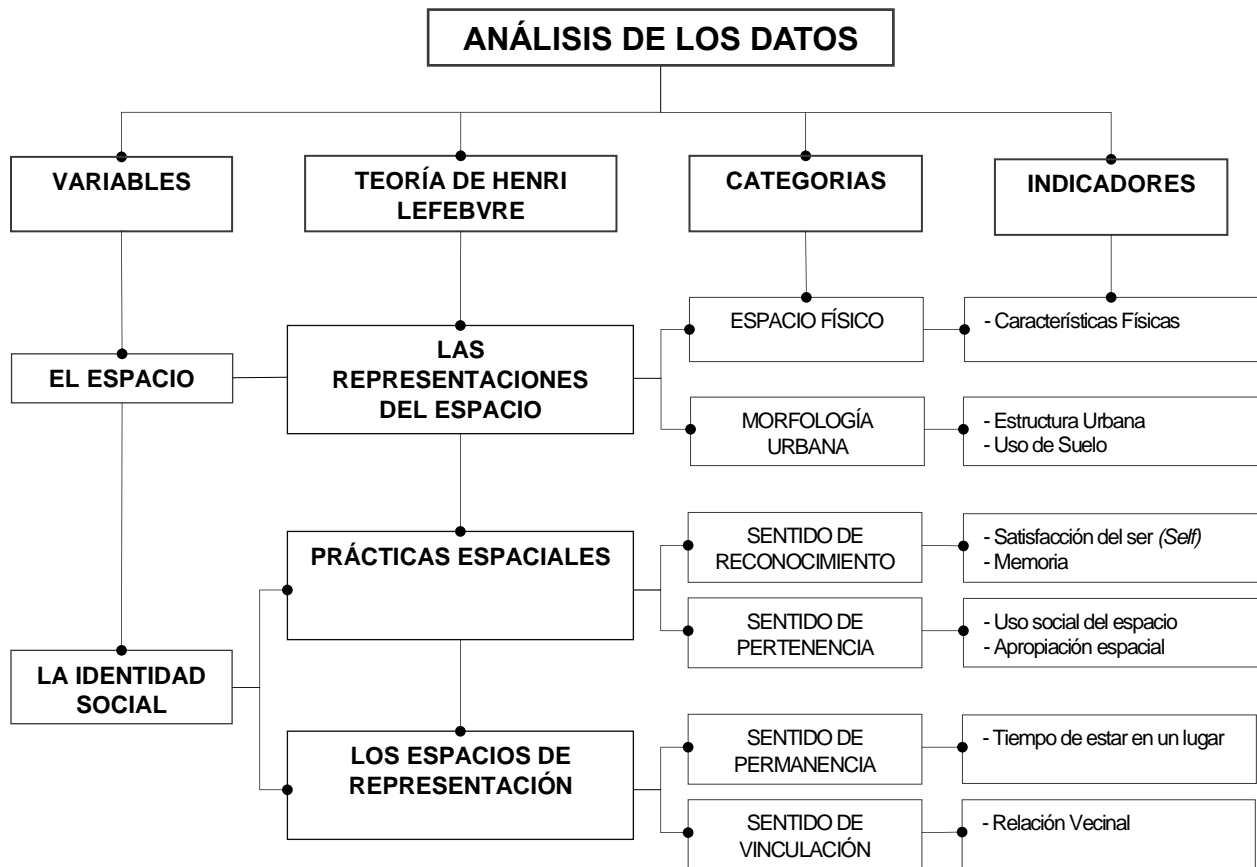 ANÁLISIS DE LOS DATOS
VARIABLES
TEORÍA DE HENRI
LEFEBVRE
CATEGORIAS
INDICADORES
EL ESPACIO
LAS
REPRESENTACIONES
DEL ESPACIO
ESPACIO FÍSICO
- Características Físicas
MORFOLOGÍA
URBANA
- Estructura Urbana
- Uso de Suelo
LA IDENTIDAD
SOCIAL
PRÁCTICAS ESPACIALES
SENTIDO DE
RECONOCIMIENTO
- Satisfacción del ser (Self)
- Memoria
SENTIDO DE
PERTENENCIA
- Uso social del espacio
- Apropiación espacial
LOS ESPACIOS DE
REPRESENTACIÓN
SENTIDO DE
PERMANENCIA
- Tiempo de estar en un lugar
SENTIDO DE
VINCULACIÓN
- Relación Vecinal